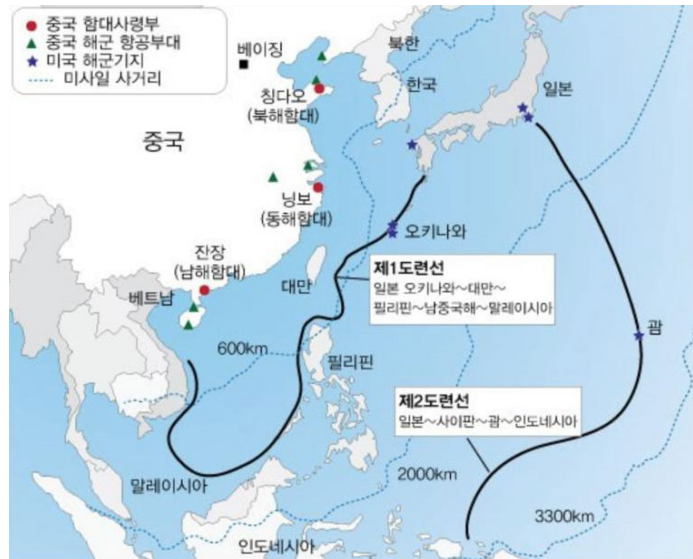 중국 함대사령부
중국 해군 항공부대
미국 해군기지
미사일 사거리
베이징
북한
한국
일본
칭다오
(북해함대)
중국
닝보
(동해함대)
오키나와
잔장
(남해함대)
대만
제1도련선
일본 오키나와~대만~
필리핀~남중국해~말레이시아
베트남
600km
필리핀
괌
제2도련선
일본~사이판~괌~인도네시아
말레이시아
2000km
3300km
인도네시아